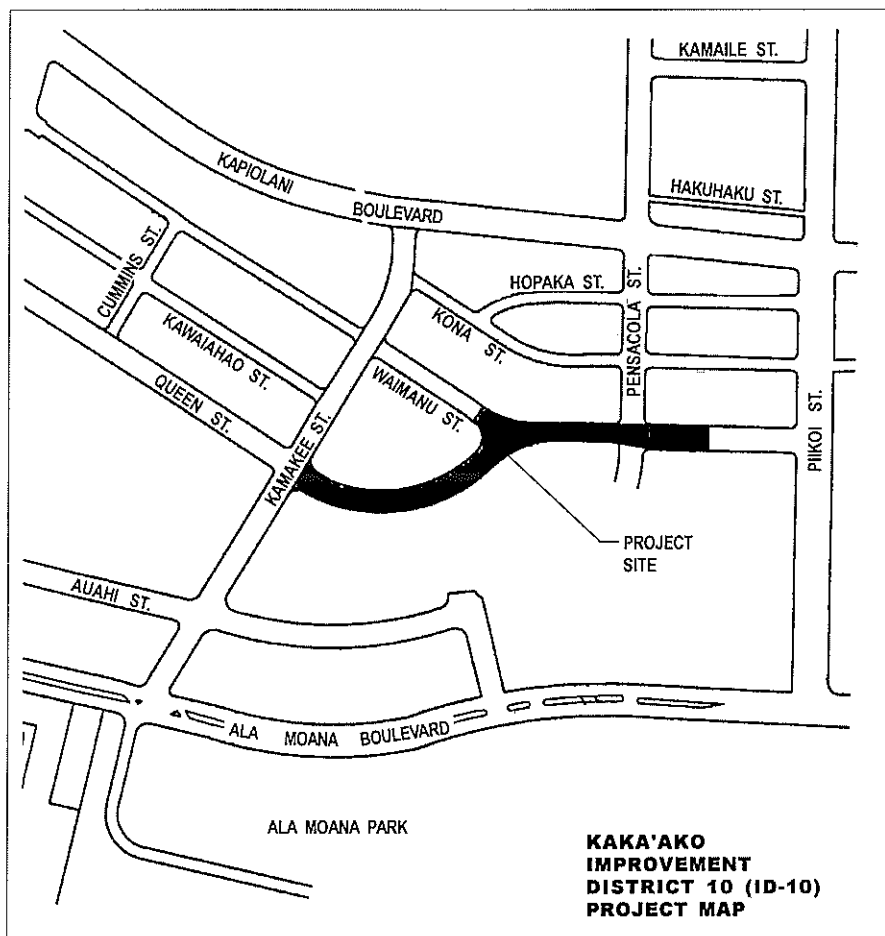 KAMAILE ST.
KAPIOLANI
BOULEVARD
HAKUHAKU ST.
CUMMINS ST.
HOPAKA ST.
PENSACOLA ST.
KAWAIAHAO ST.
KONA ST.
QUEEN ST.
WAIMANU ST.
KAMAKEE ST.
PIIKOI ST.
PROJECT
SITE
AUAHI ST.
ALA MOANA BOULEVARD
ALA MOANA PARK
KAKA'AKO
IMPROVEMENT
DISTRICT 10 (ID-10)
PROJECT MAP